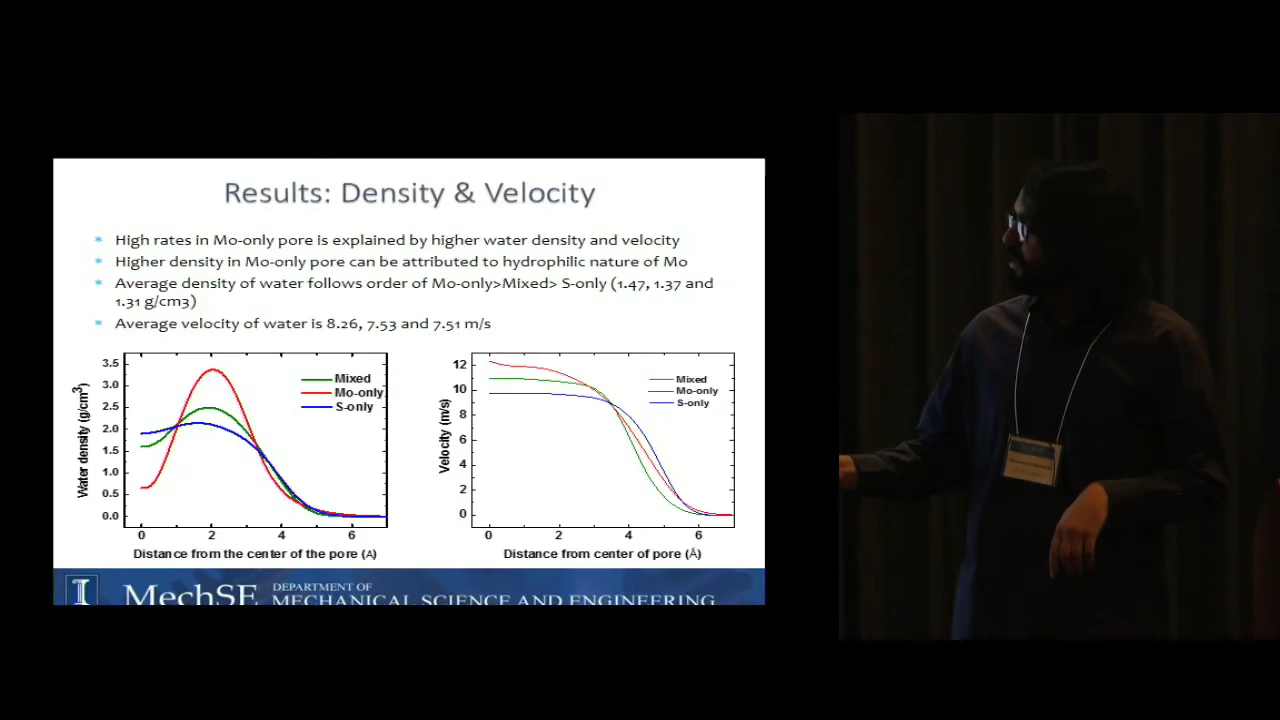 Results: Density & Velocity
* High rates in Mo-only pore is explained by higher water density and velocity
* Higher density in Mo-only pore can be attributed to hydrophilic nature of Mo
* Average density of water follows order of Mo-only>Mixed> S-only (1.47, 1.37 and
1.31 g/cm3)
* Average velocity of water is 8.26, 7.53 and 7.51 m/s
Water density (g/cm3)
3.5
3.0
2.5
2.0
1.5
1.0
0.5
0.0
Mixed
Mo-only
S-only
0 2 4 6
Distance from the center of the pore (A)
Velocity (m/s)
12
10
8
6
4
2
0
Mixed
Mo-only
S-only
0 2 4 6
Distance from center of pore (Å)
I
MechSE
DEPARTMENT OF
MECHANICAL SCIENCE AND ENGINEERING